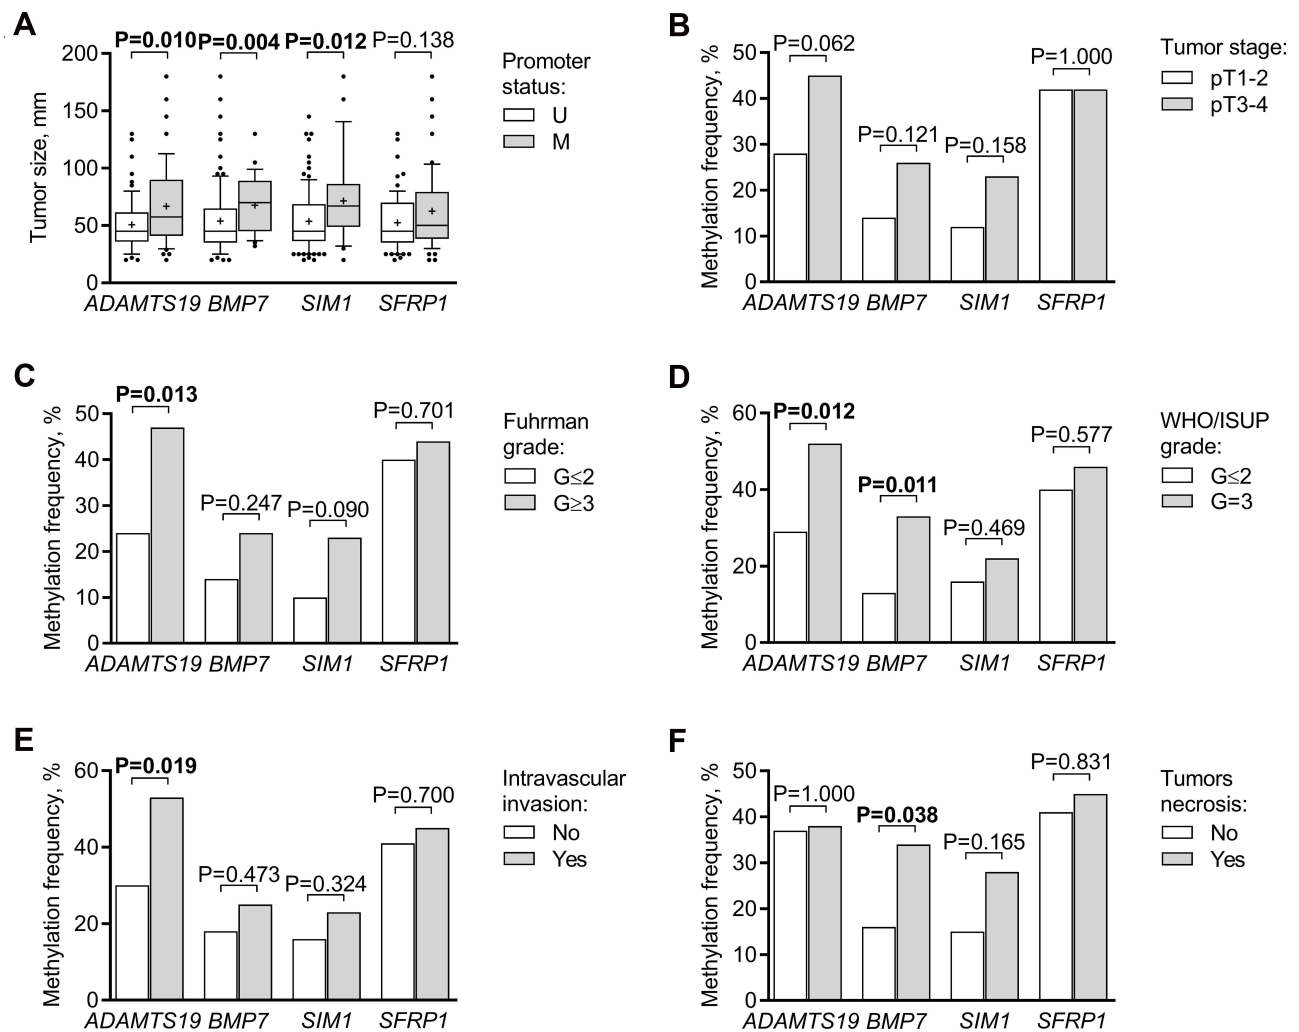 A
P=0.010 P=0.004 P=0.012 P=0.138
Tumor size, mm
200
150
100
50
0
ADAMTS19 BMP7 SIM1 SFRP1
Promoter
status:
U
M
B
P=0.062 P=0.121 P=0.158 P=1.000
Methylation frequency, %
50
40
30
20
10
0
ADAMTS19 BMP7 SIM1 SFRP1
Tumor stage:
pT1-2
pT3-4
C
P=0.013 P=0.247 P=0.090 P=0.701
Methylation frequency, %
50
40
30
20
10
0
ADAMTS19 BMP7 SIM1 SFRP1
Fuhrman
grade:
G≤2
G≥3
D
P=0.012 P=0.011 P=0.469 P=0.577
Methylation frequency, %
60
40
20
0
ADAMTS19 BMP7 SIM1 SFRP1
WHO/ISUP
grade:
G≤2
G=3
E
P=0.019 P=0.473 P=0.324 P=0.700
Methylation frequency, %
60
40
20
0
ADAMTS19 BMP7 SIM1 SFRP1
Intravascular
invasion:
No
Yes
F
P=1.000 P=0.038 P=0.165 P=0.831
Methylation frequency, %
50
40
30
20
10
0
ADAMTS19 BMP7 SIM1 SFRP1
Tumors
necrosis:
No
Yes